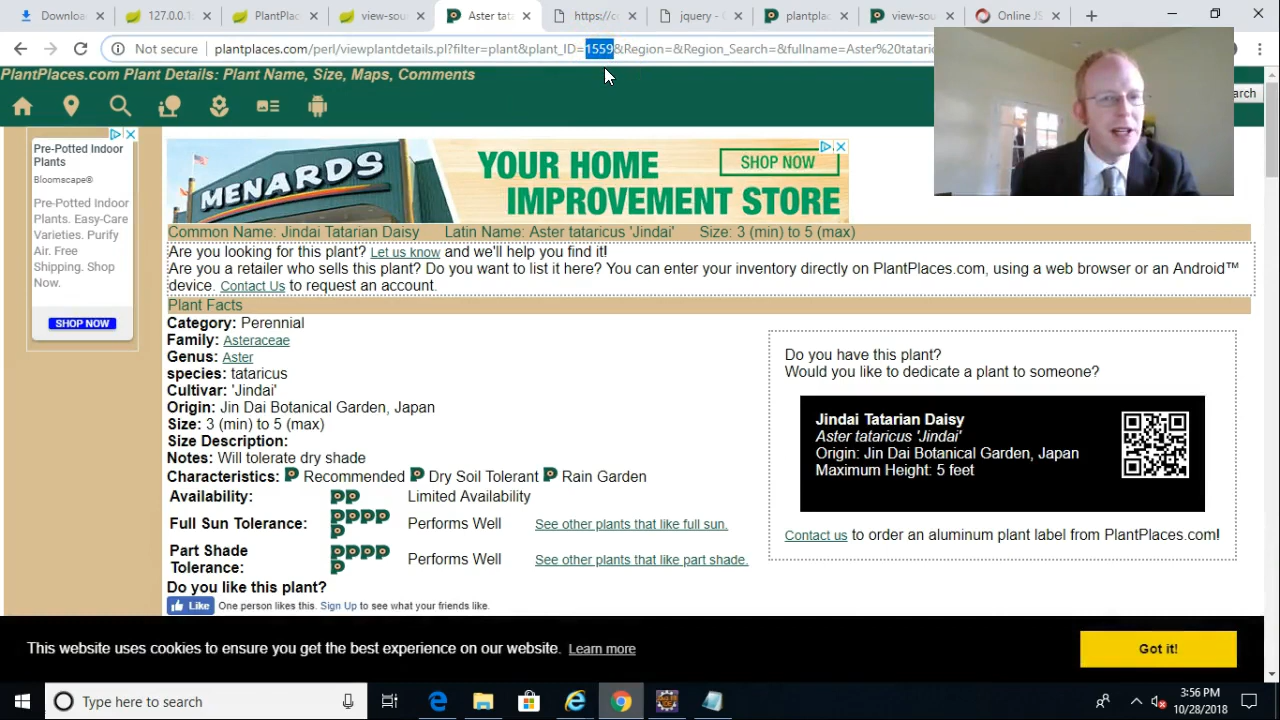 Downloa
127.0.0.1
PlantPlac
view-sou
Aster tata
https://cp
jquery - G
plantplac
view-sou
Online JS
Not secure
plantplaces.com/perl/viewplantdetails.pl?filter=plant&plant_ID=1559&Region=&Region_Search=&fullname=Aster%20tataric
PlantPlaces.com Plant Details: Plant Name, Size, Maps, Comments
arch
Pre-Potted Indoor
Plants
Bloomscape®
Pre-Potted Indoor
Plants. Easy-Care
Varieties. Purify
Air. Free
Shipping. Shop
Now.
SHOP NOW
MENARDS
YOUR HOME
IMPROVEMENT STORE
SHOP NOW
Common Name: Jindai Tatarian Daisy Latin Name: Aster tataricus 'Jindai' Size: 3 (min) to 5 (max)
Are you looking for this plant? Let us know and we'll help you find it!
Are you a retailer who sells this plant? Do you want to list it here? You can enter your inventory directly on PlantPlaces.com, using a web browser or an Android™
device. Contact Us to request an account.
Plant Facts
Category: Perennial
Family: Asteraceae
Genus: Aster
species: tataricus
Cultivar: 'Jindai'
Origin: Jin Dai Botanical Garden, Japan
Size: 3 (min) to 5 (max)
Size Description:
Notes: Will tolerate dry shade
Characteristics: Recommended Dry Soil Tolerant Rain Garden
Availability: Limited Availability
Full Sun Tolerance: Performs Well See other plants that like full sun.
Part Shade
Tolerance: Performs Well See other plants that like part shade.
Do you like this plant?
Like One person likes this. Sign Up to see what your friends like.
Do you have this plant?
Would you like to dedicate a plant to someone?
Jindai Tatarian Daisy
Aster tataricus 'Jindai'
Origin: Jin Dai Botanical Garden, Japan
Maximum Height: 5 feet
Contact us to order an aluminum plant label from PlantPlaces.com!
This website uses cookies to ensure you get the best experience on our website. Learn more
Got it!
Type here to search
3:56 PM
10/28/2018